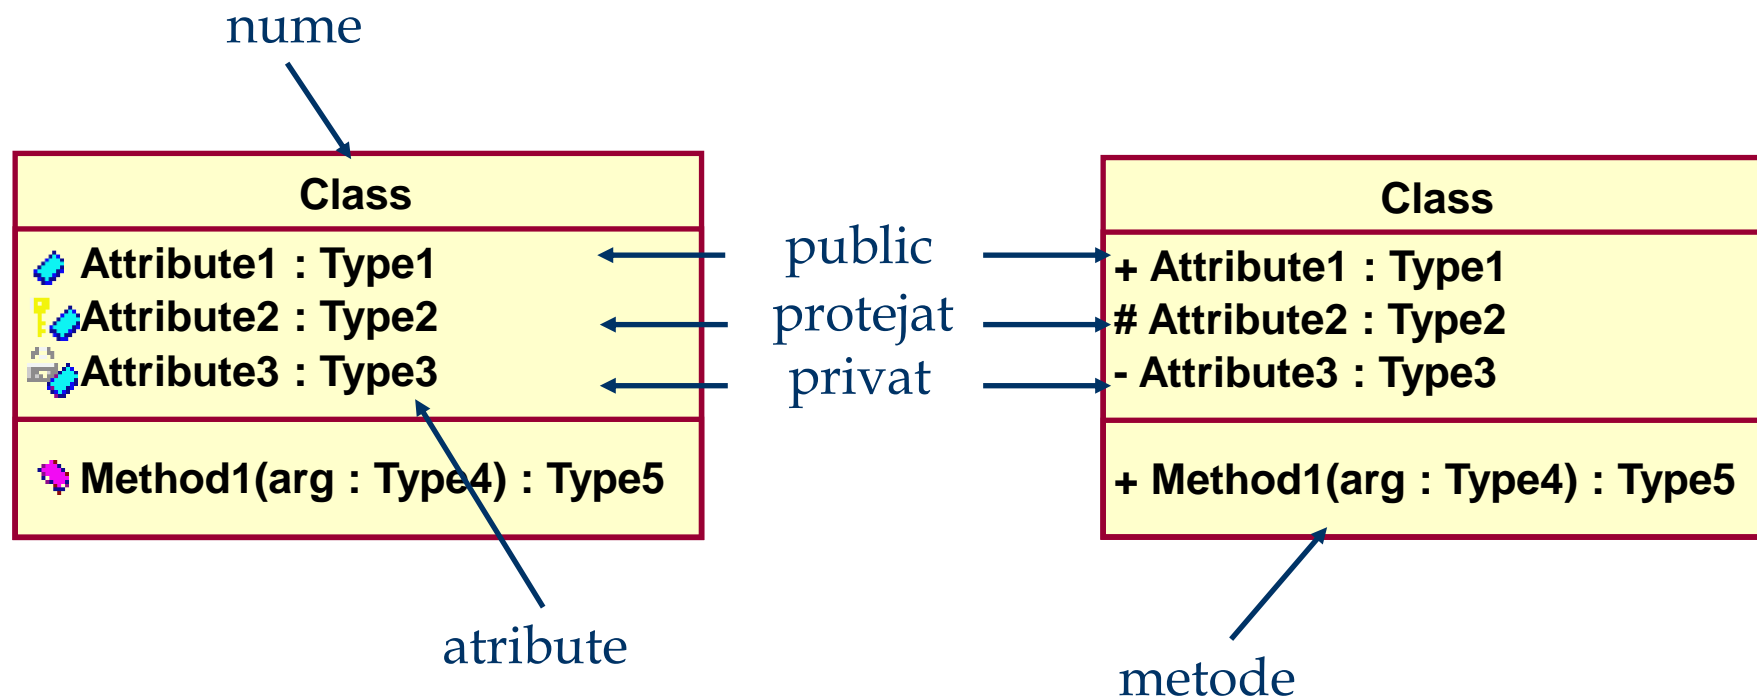 nume
Class
Attribute1 : Type1
Attribute2 : Type2
Attribute3 : Type3
Method1(arg : Type4) : Type5
public
protejat
privat
Class
+ Attribute1 : Type1
# Attribute2 : Type2
- Attribute3 : Type3
+ Method1(arg : Type4) : Type5
atribute
metode